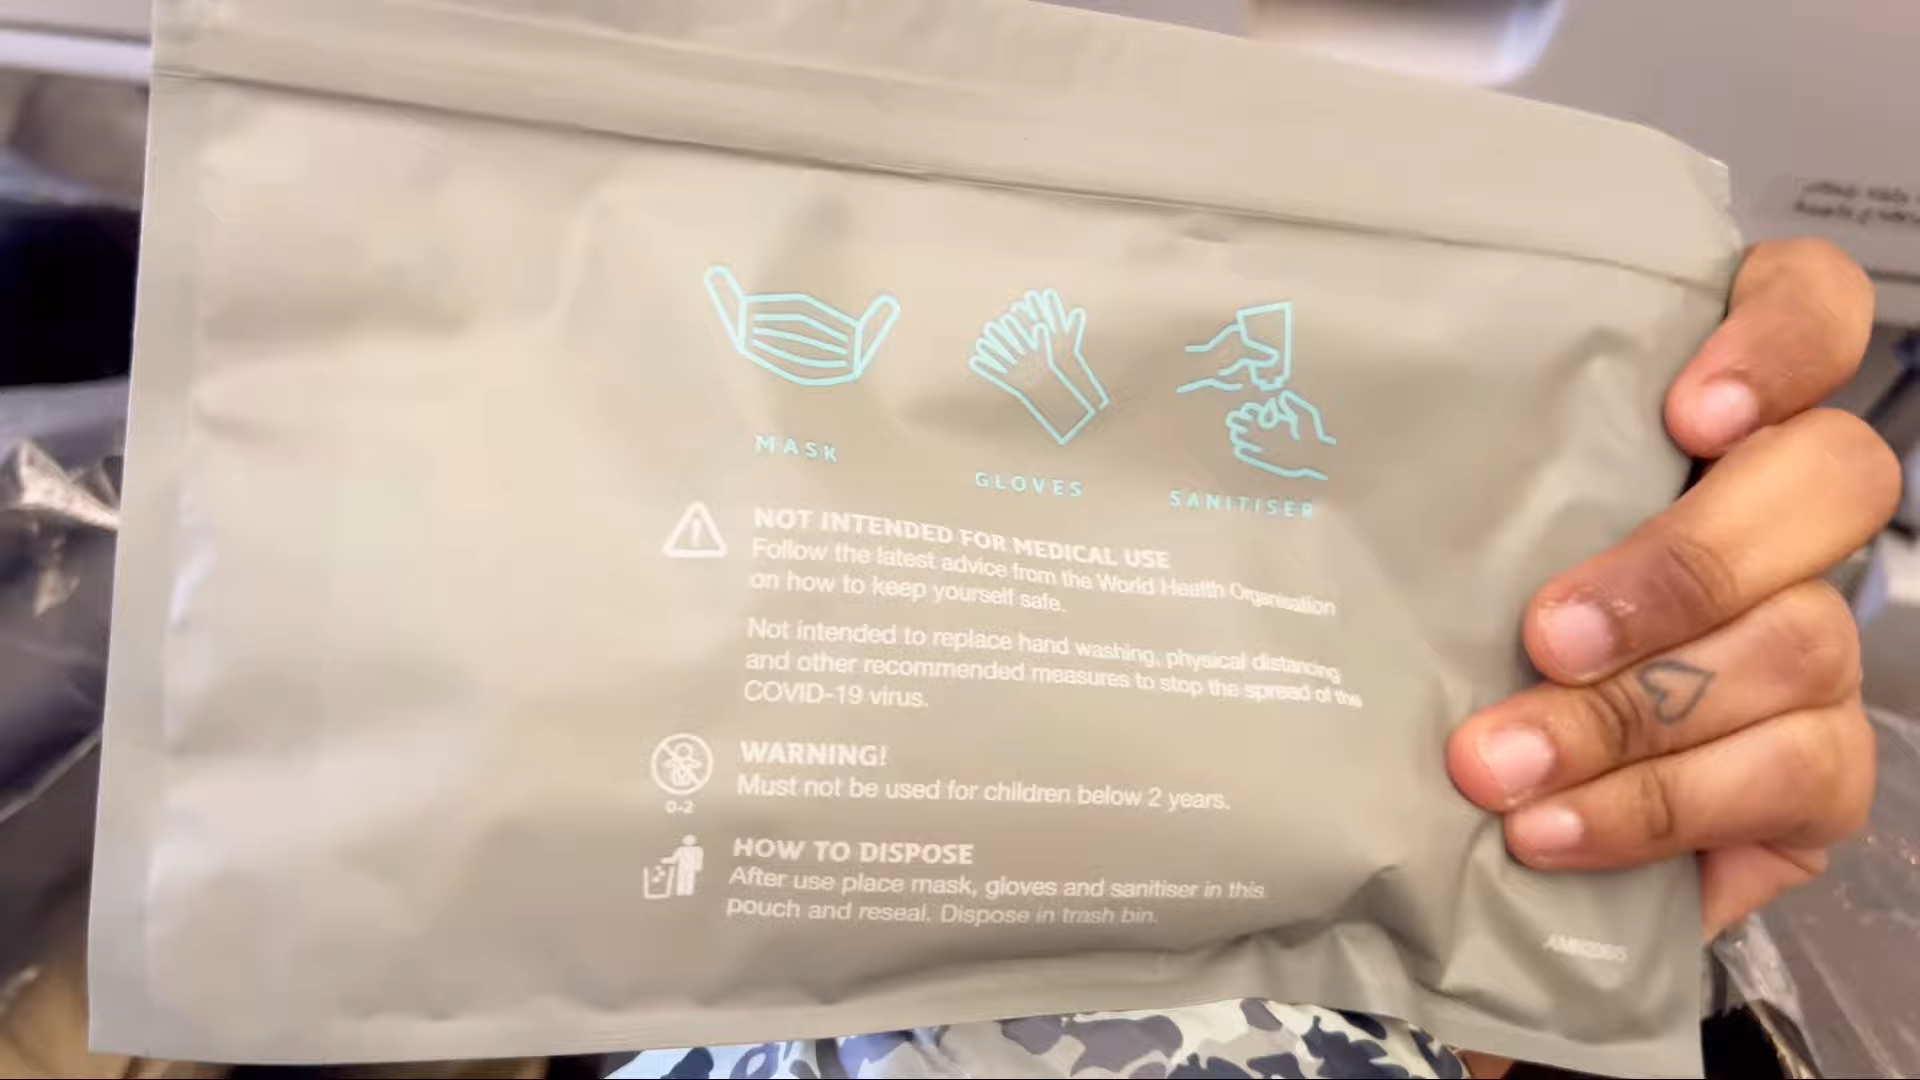 MASK
GLOVES
SANITISER
NOT INTENDED FOR MEDICAL USE
Follow the latest advice from the World Health Organisation
on how to keep yourself safe.
Not intended to replace hand washing, physical distancing
and other recommended measures to stop the spread of the
COVID-19 virus.
WARNING!
Must not be used for children below 2 years.
0-2
HOW TO DISPOSE
After use place mask, gloves and sanitiser in this
pouch and reseal. Dispose in trash bin.